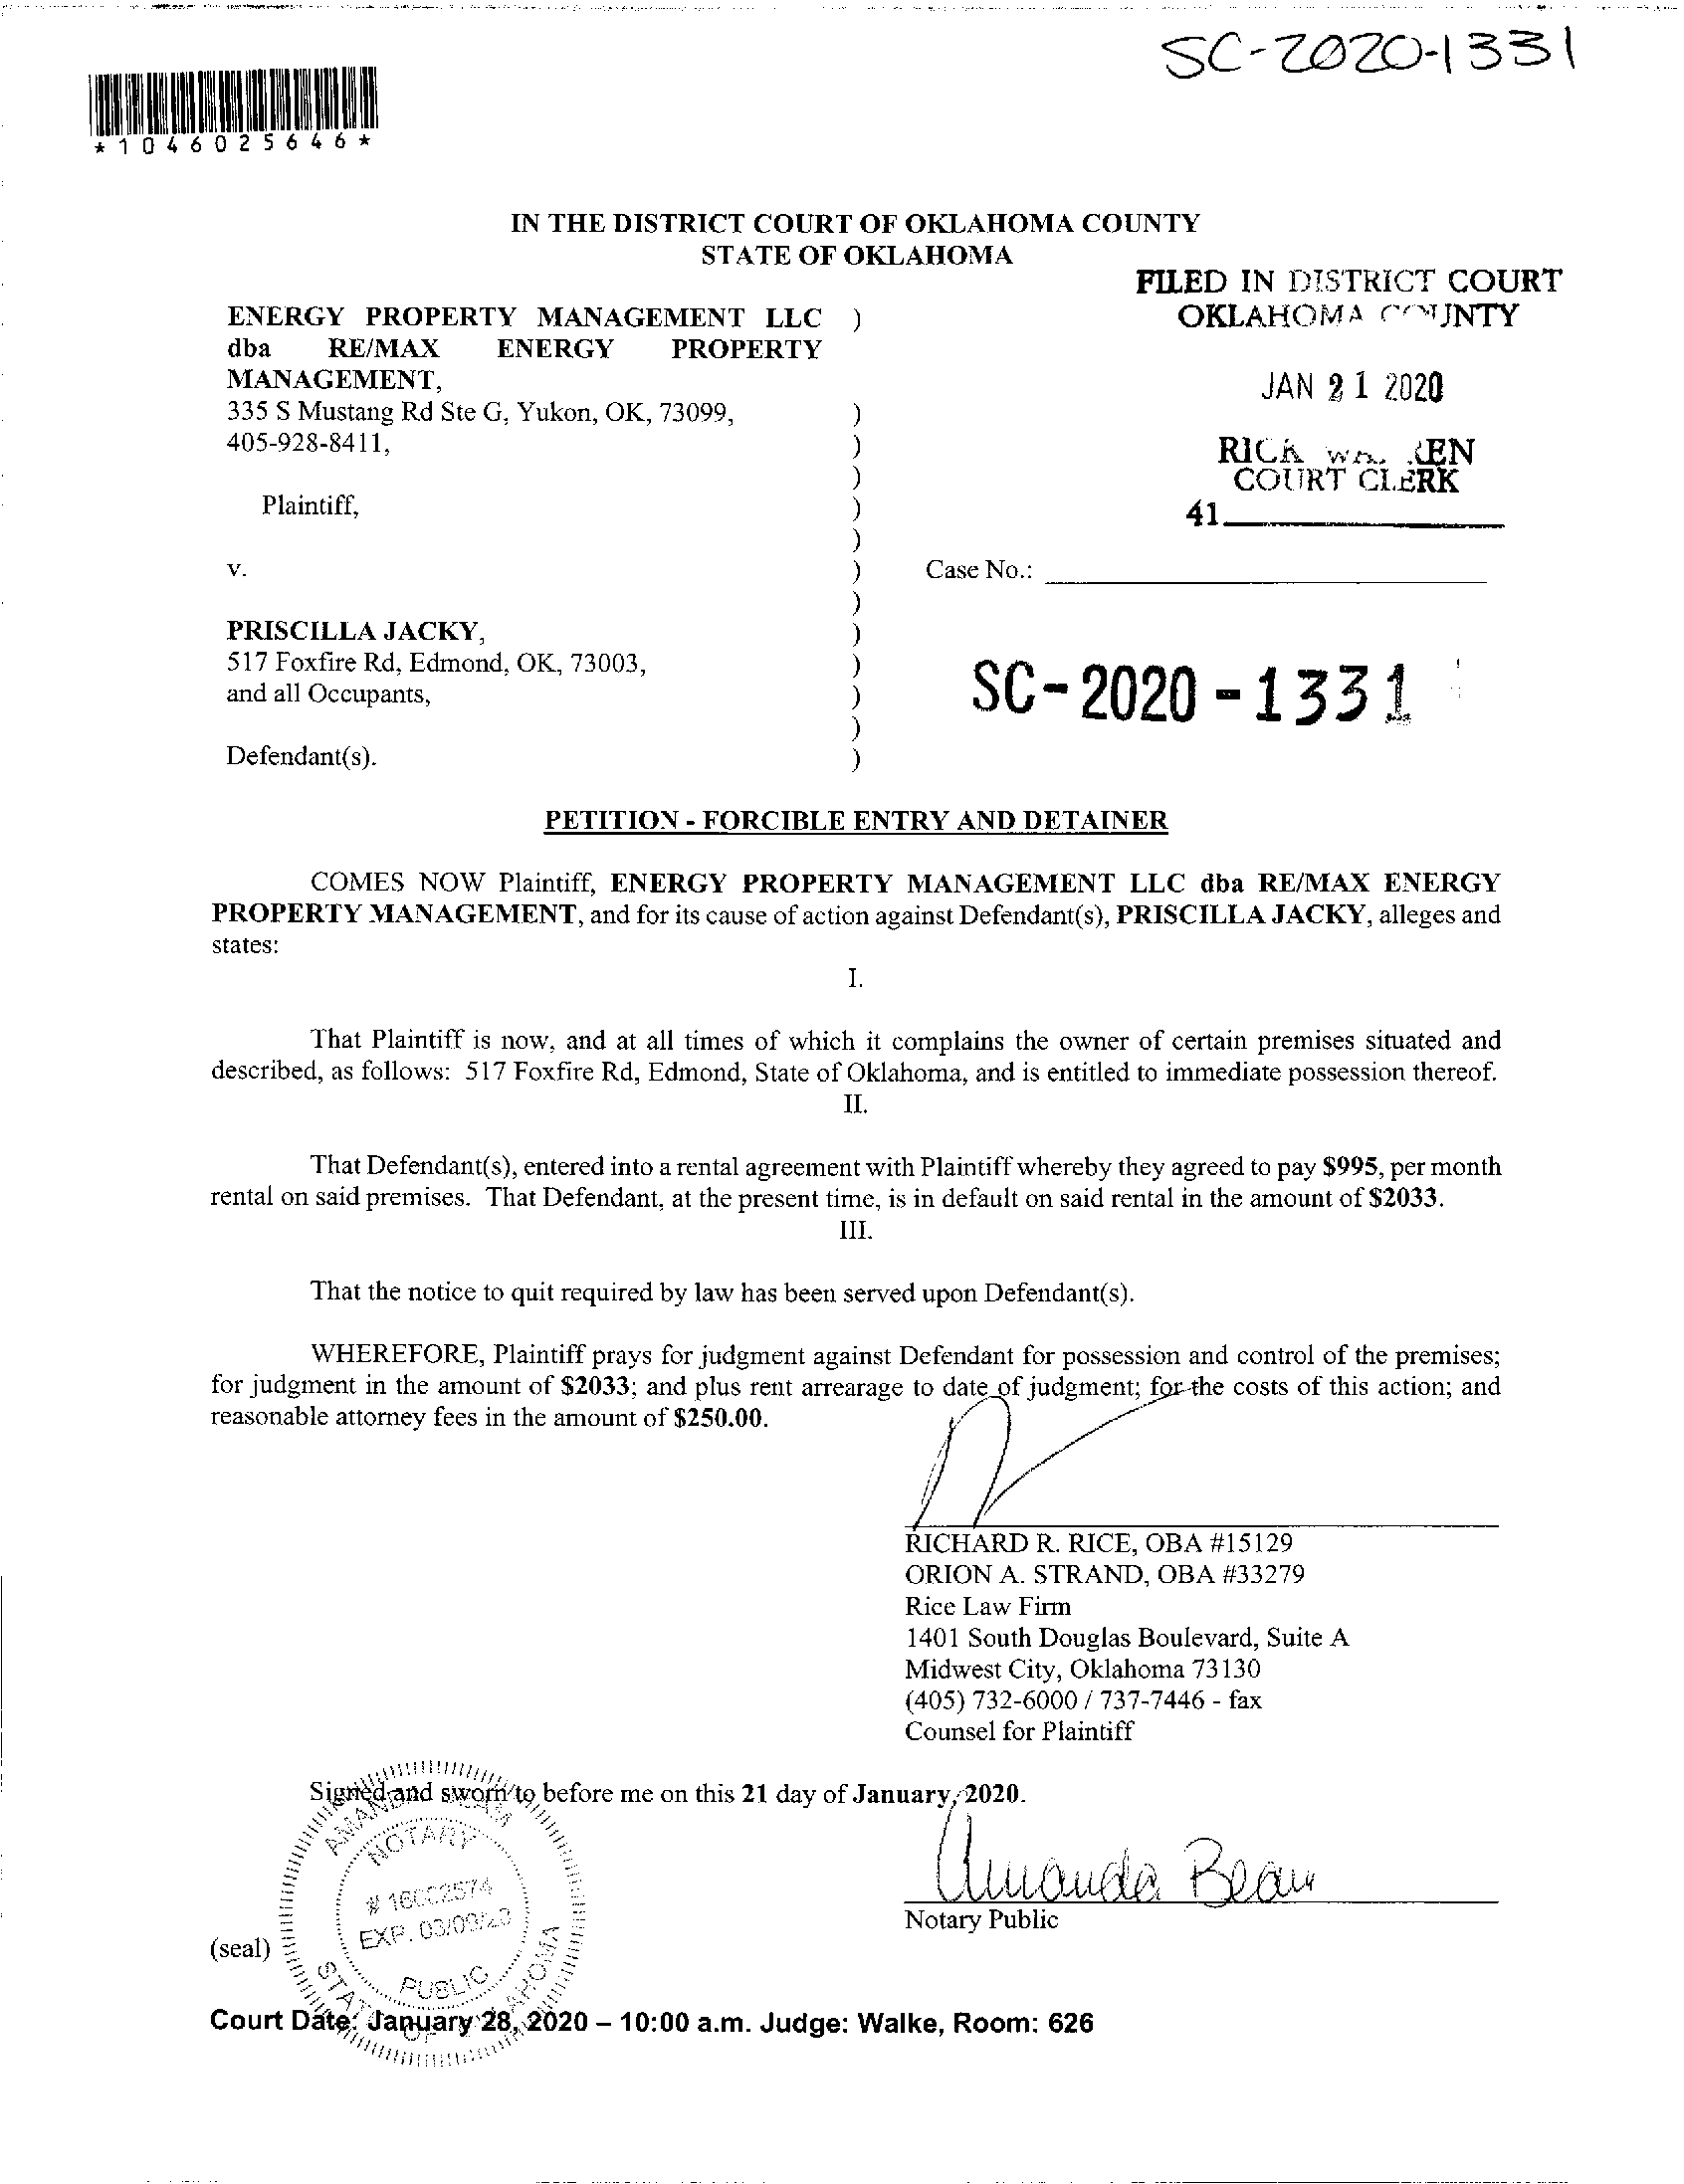 SC-2020-1331
*1046025646*
IN THE DISTRICT COURT OF OKLAHOMA COUNTY
STATE OF OKLAHOMA
FILED IN DISTRICT COURT
OKLAHOMA COUNTY
JAN 21 2020
RICK WARREN
COURT CLERK
41
ENERGY PROPERTY MANAGEMENT LLC )
dba RE/MAX ENERGY PROPERTY
MANAGEMENT,
335 S Mustang Rd Ste G, Yukon, OK, 73099, )
405-928-8411, )
)
Plaintiff, )
)
v. ) Case No.:
)
PRISCILLA JACKY, )
517 Foxfire Rd, Edmond, OK, 73003, )
and all Occupants, )
)
Defendant(s). )
SC-2020-1331
PETITION - FORCIBLE ENTRY AND DETAINER
COMES NOW Plaintiff, ENERGY PROPERTY MANAGEMENT LLC dba RE/MAX ENERGY
PROPERTY MANAGEMENT, and for its cause of action against Defendant(s), PRISCILLA JACKY, alleges and
states:
I.
That Plaintiff is now, and at all times of which it complains the owner of certain premises situated and
described, as follows: 517 Foxfire Rd, Edmond, State of Oklahoma, and is entitled to immediate possession thereof.
II.
That Defendant(s), entered into a rental agreement with Plaintiff whereby they agreed to pay $995, per month
rental on said premises. That Defendant, at the present time, is in default on said rental in the amount of $2033.
III.
That the notice to quit required by law has been served upon Defendant(s).
WHEREFORE, Plaintiff prays for judgment against Defendant for possession and control of the premises;
for judgment in the amount of $2033; and plus rent arrearage to date of judgment; for the costs of this action; and
reasonable attorney fees in the amount of $250.00.
RICHARD R. RICE, OBA #15129
ORION A. STRAND, OBA #33279
Rice Law Firm
1401 South Douglas Boulevard, Suite A
Midwest City, Oklahoma 73130
(405) 732-6000 / 737-7446 - fax
Counsel for Plaintiff
Signed and sworn to before me on this 21 day of January, 2020.
Amanda Bean
Notary Public
(seal)
AMANDA BEAN
NOTARY
EXP. 03/09/20
PUBLIC
STATE OF OKLAHOMA
Court Date: January 28, 2020 – 10:00 a.m. Judge: Walke, Room: 626